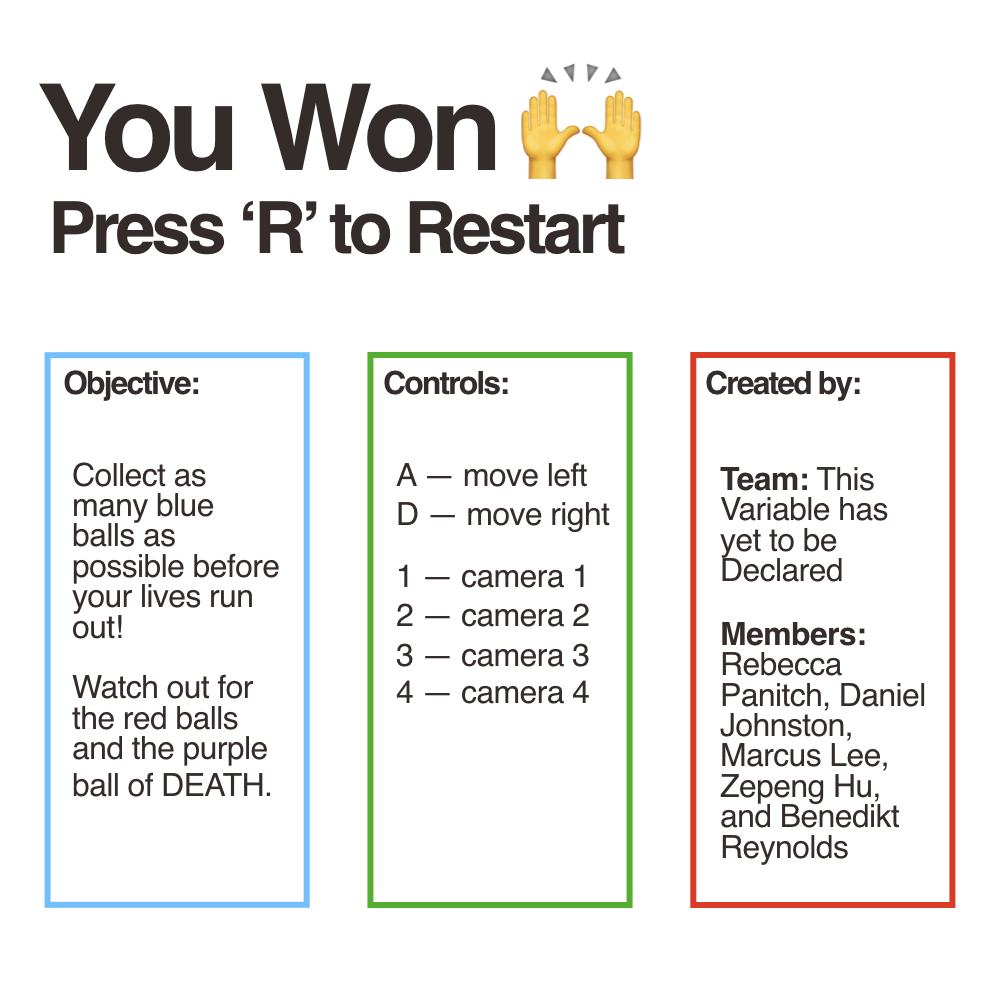 You Won 🙌
Press ‘R’ to Restart
Objective:
Collect as
many blue
balls as
possible before
your lives run
out!
Watch out for
the red balls
and the purple
ball of DEATH.
Controls:
A — move left
D — move right
1 — camera 1
2 — camera 2
3 — camera 3
4 — camera 4
Created by:
Team: This
Variable has
yet to be
Declared
Members:
Rebecca
Panitch, Daniel
Johnston,
Marcus Lee,
Zepeng Hu,
and Benedikt
Reynolds